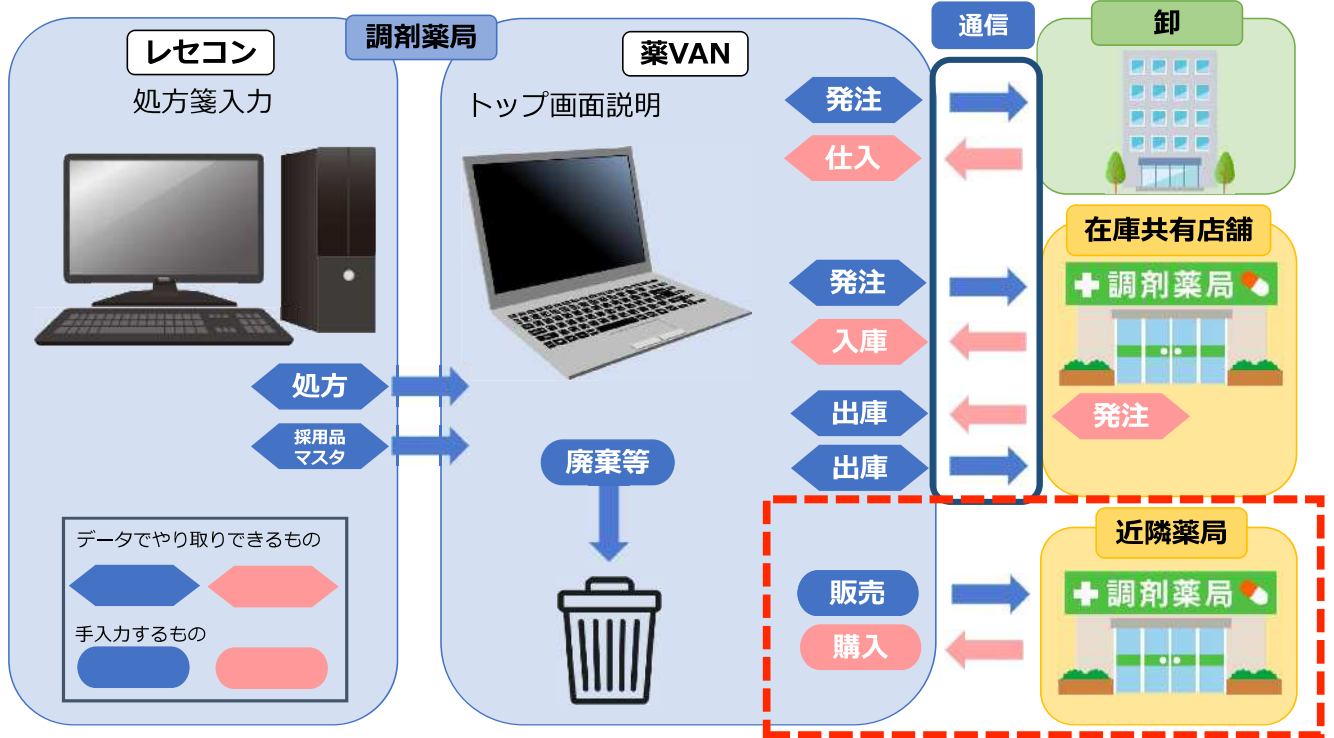 調剤薬局
レセコン
処方箋入力
処方
採用品
マスタ
データでやり取りできるもの
手入力するもの
薬VAN
トップ画面説明
廃棄等
発注
仕入
発注
入庫
出庫
出庫
販売
購入
通信
卸
在庫共有店舗
調剤薬局
発注
近隣薬局
調剤薬局